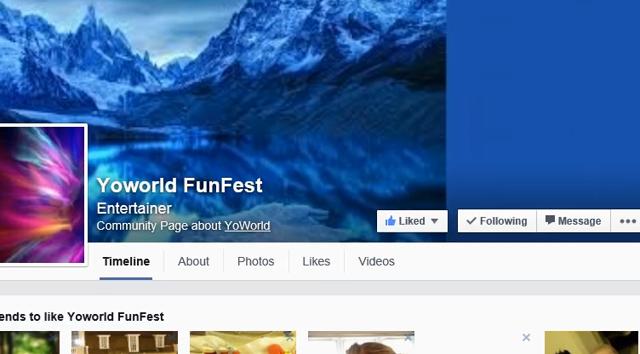 Yoworld FunFest
Entertainer
Community Page about YoWorld
Liked Following Message
Timeline About Photos Likes Videos
ends to like Yoworld FunFest